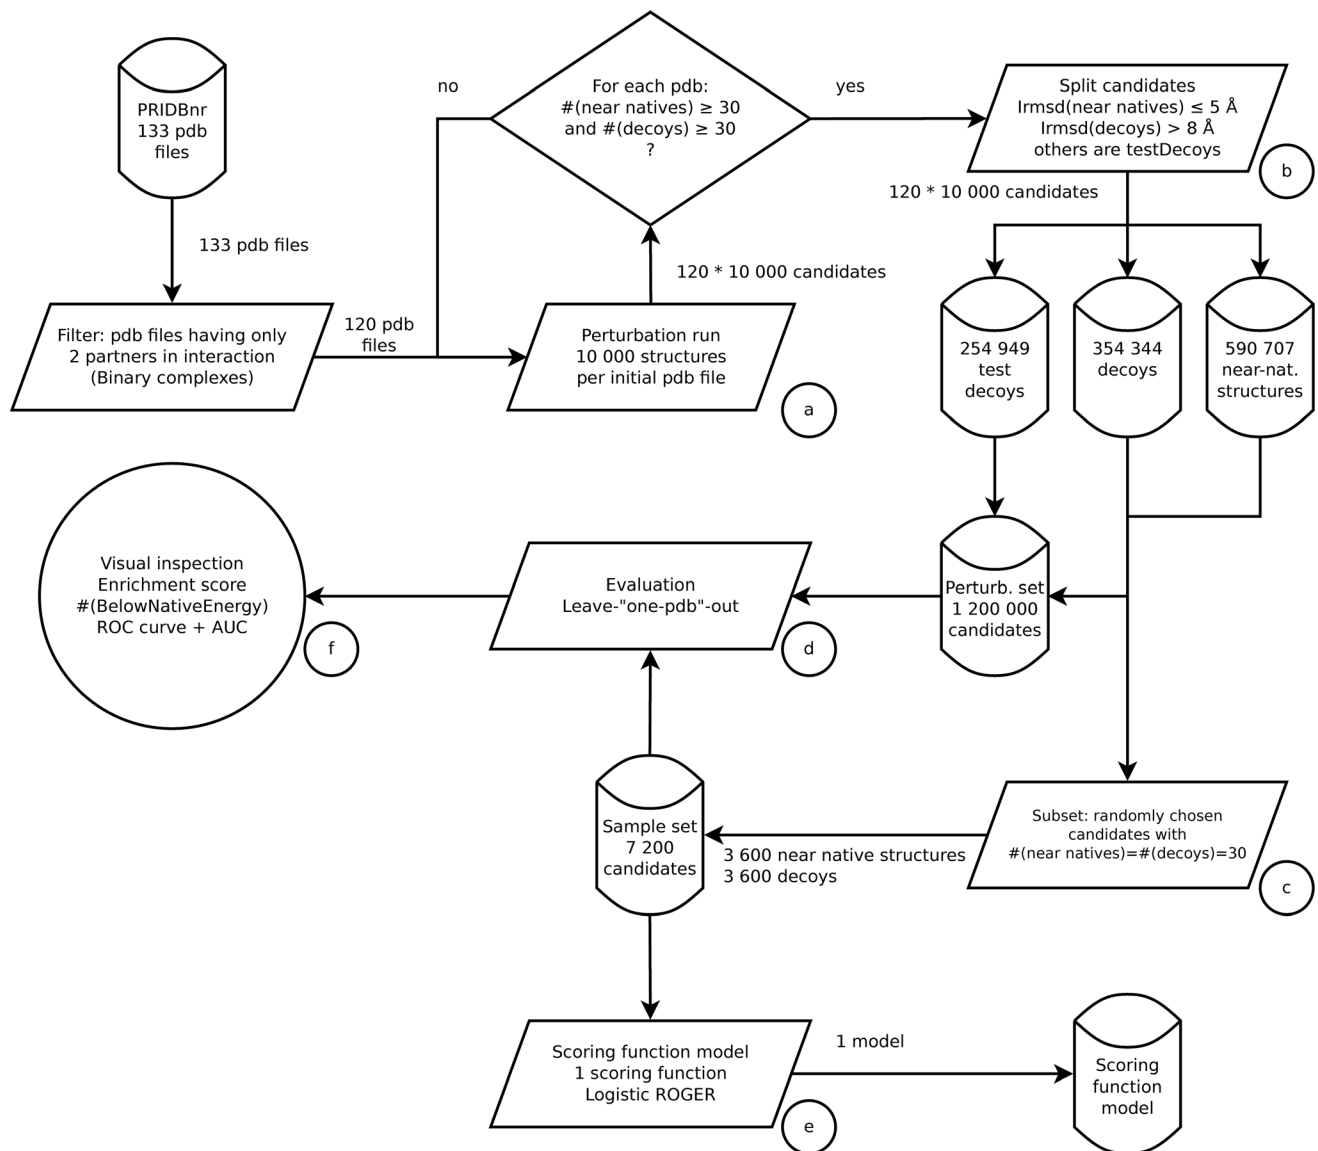 PRIDBnr
133 pdb
files
133 pdb files
Filter: pdb files having only
2 partners in interaction
(Binary complexes)
120 pdb
files
no
For each pdb:
#(near natives) ≥ 30
and #(decoys) ≥ 30
?
yes
120 * 10 000 candidates
Perturbation run
10 000 structures
per initial pdb file
a
Split candidates
Irmsd(near natives) ≤ 5 Å
Irmsd(decoys) > 8 Å
others are testDecoys
b
120 * 10 000 candidates
254 949
test
decoys
354 344
decoys
590 707
near-nat.
structures
Perturb. set
1 200 000
candidates
Evaluation
Leave-"one-pdb"-out
d
Visual inspection
Enrichment score
#(BelowNativeEnergy)
ROC curve + AUC
f
Subset: randomly chosen
candidates with
#(near natives)=#(decoys)=30
c
3 600 near native structures
3 600 decoys
Sample set
7 200
candidates
Scoring function model
1 scoring function
Logistic ROGER
e
1 model
Scoring
function
model